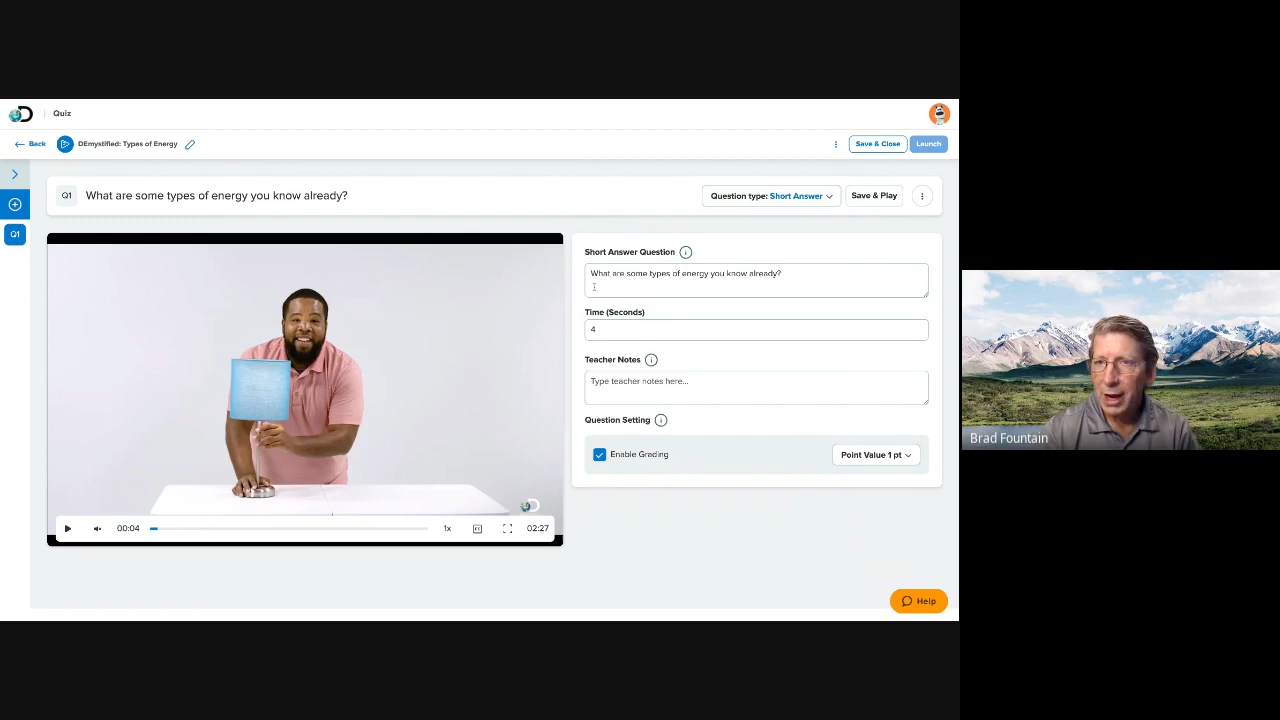 Quiz
Back
DEmystified: Types of Energy
Save & Close
Launch
Q1
What are some types of energy you know already?
Question type: Short Answer
Save & Play
Q1
Short Answer Question
What are some types of energy you know already?
Time (Seconds)
4
Teacher Notes
Type teacher notes here...
Question Setting
Enable Grading
Point Value 1 pt
00:04
1x
CC
02:27
Help
Brad Fountain